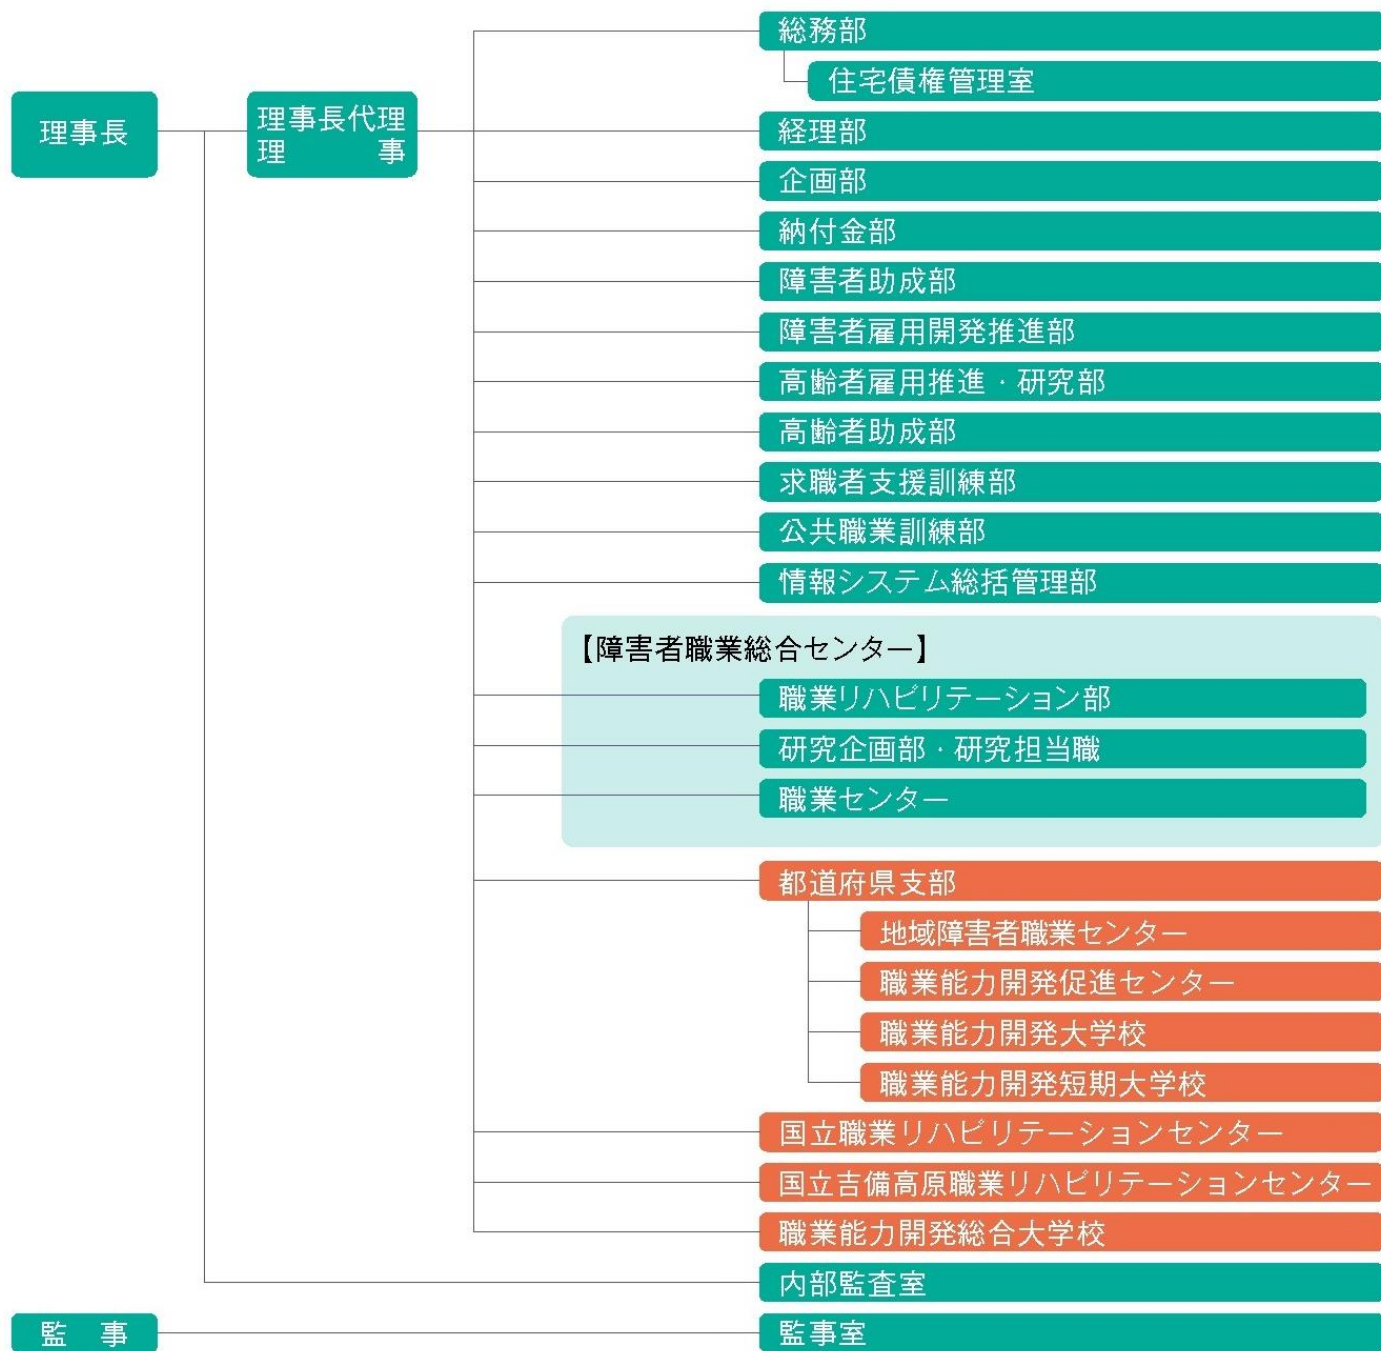 総務部
住宅債権管理室
理事長
理事長代理
理　事
経理部
企画部
納付金部
障害者助成部
障害者雇用開発推進部
高齢者雇用推進・研究部
高齢者助成部
求職者支援訓練部
公共職業訓練部
情報システム総括管理部
【障害者職業総合センター】
職業リハビリテーション部
研究企画部・研究担当職
職業センター
都道府県支部
地域障害者職業センター
職業能力開発促進センター
職業能力開発大学校
職業能力開発短期大学校
国立職業リハビリテーションセンター
国立吉備高原職業リハビリテーションセンター
職業能力開発総合大学校
内部監査室
監　事
監事室